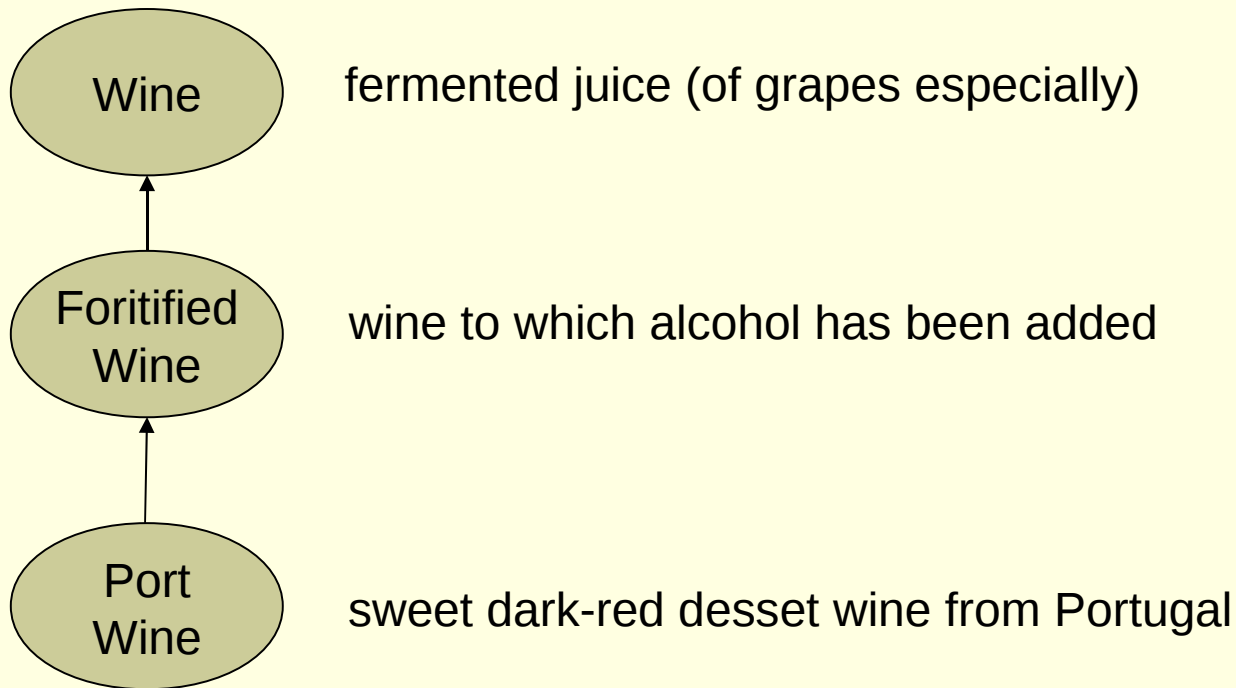 Wine
fermented juice (of grapes especially)
Foritified
Wine
wine to which alcohol has been added
Port
Wine
sweet dark-red desset wine from Portugal